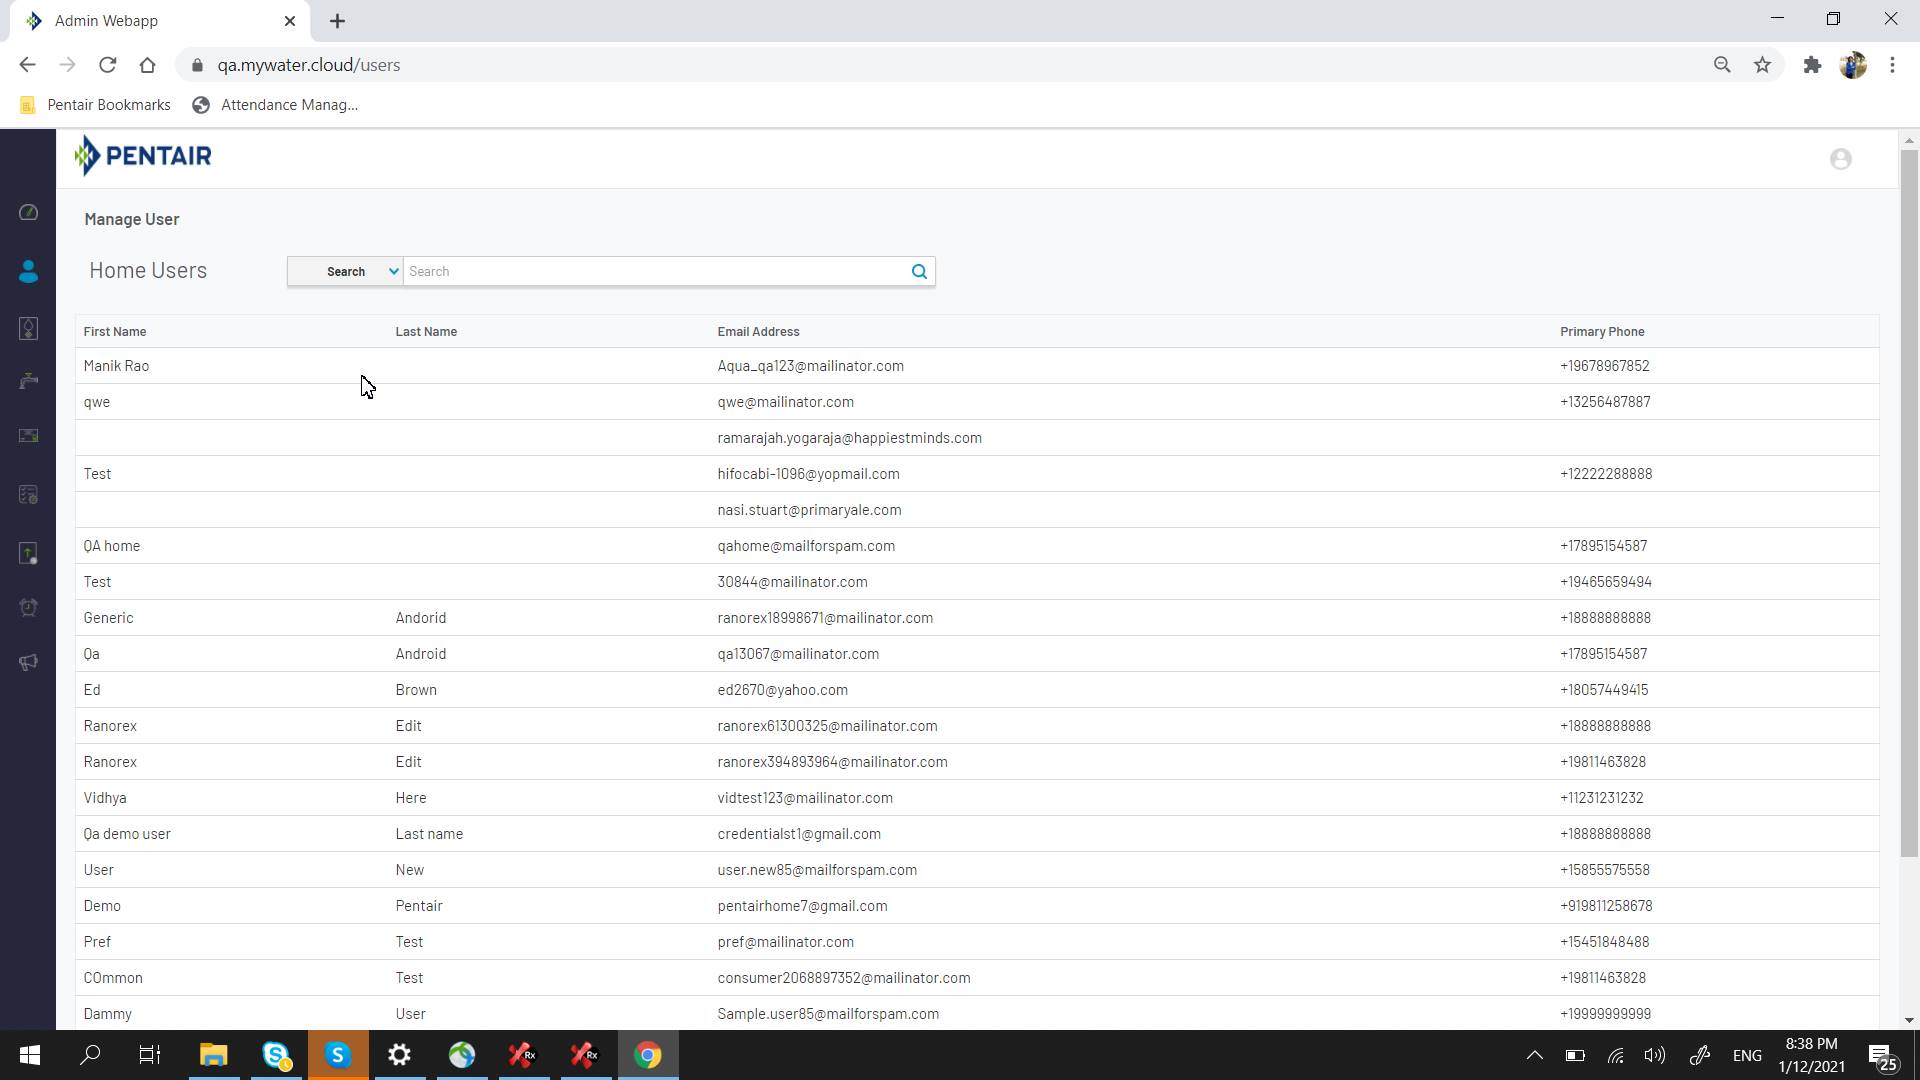 Admin Webapp
qa.mywater.cloud/users
Pentair Bookmarks Attendance Manag...
PENTAIR
Manage User
Home Users Search Search
First Name Last Name Email Address Primary Phone
Manik Rao Aqua_qa123@mailinator.com +19678967852
qwe qwe@mailinator.com +13256487887
ramarajah.yogaraja@happiestminds.com
Test hifocabi-1096@yopmail.com +12222288888
nasi.stuart@primaryale.com
QA home qahome@mailforspam.com +17895154587
Test 30844@mailinator.com +19465659494
Generic Andorid ranorex18998671@mailinator.com +18888888888
Qa Android qa13067@mailinator.com +17895154587
Ed Brown ed2670@yahoo.com +18057449415
Ranorex Edit ranorex61300325@mailinator.com +18888888888
Ranorex Edit ranorex394893964@mailinator.com +19811463828
Vidhya Here vidtest123@mailinator.com +11231231232
Qa demo user Last name credentialst1@gmail.com +18888888888
User New user.new85@mailforspam.com +15855575558
Demo Pentair pentairhome7@gmail.com +919811258678
Pref Test pref@mailinator.com +15451848488
COmmon Test consumer2068897352@mailinator.com +19811463828
Dammy User Sample.user85@mailforspam.com +19999999999
S S Rx Rx ENG 8:38 PM
1/12/2021 25